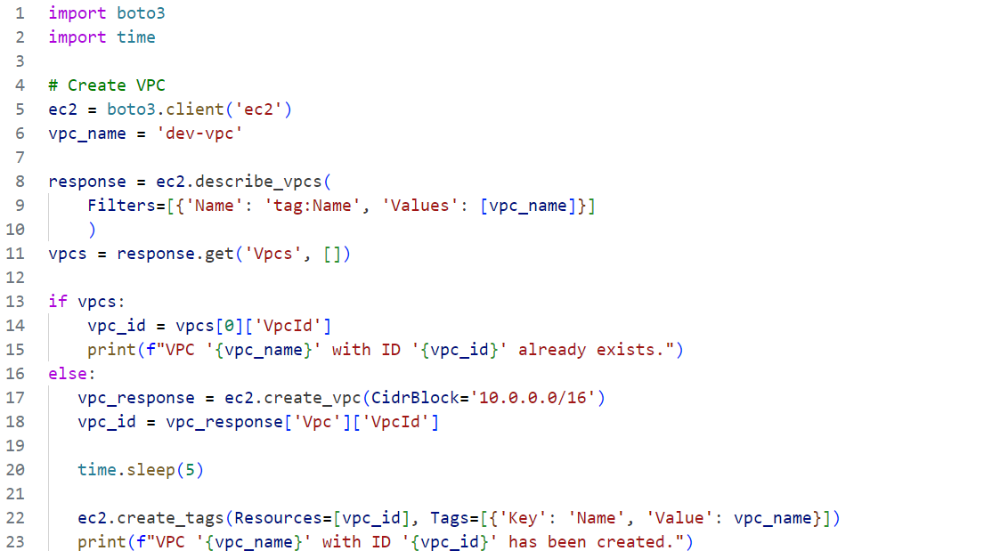 1 import boto3
2 import time
3
4 # Create VPC
5 ec2 = boto3.client('ec2')
6 vpc_name = 'dev-vpc'
7
8 response = ec2.describe_vpcs(
9     Filters=[{'Name': 'tag:Name', 'Values': [vpc_name]}]
10     )
11 vpcs = response.get('Vpcs', [])
12
13 if vpcs:
14     vpc_id = vpcs[0]['VpcId']
15     print(f"VPC '{vpc_name}' with ID '{vpc_id}' already exists.")
16 else:
17    vpc_response = ec2.create_vpc(CidrBlock='10.0.0.0/16')
18    vpc_id = vpc_response['Vpc']['VpcId']
19
20    time.sleep(5)
21
22    ec2.create_tags(Resources=[vpc_id], Tags=[{'Key': 'Name', 'Value': vpc_name}])
23    print(f"VPC '{vpc_name}' with ID '{vpc_id}' has been created.")